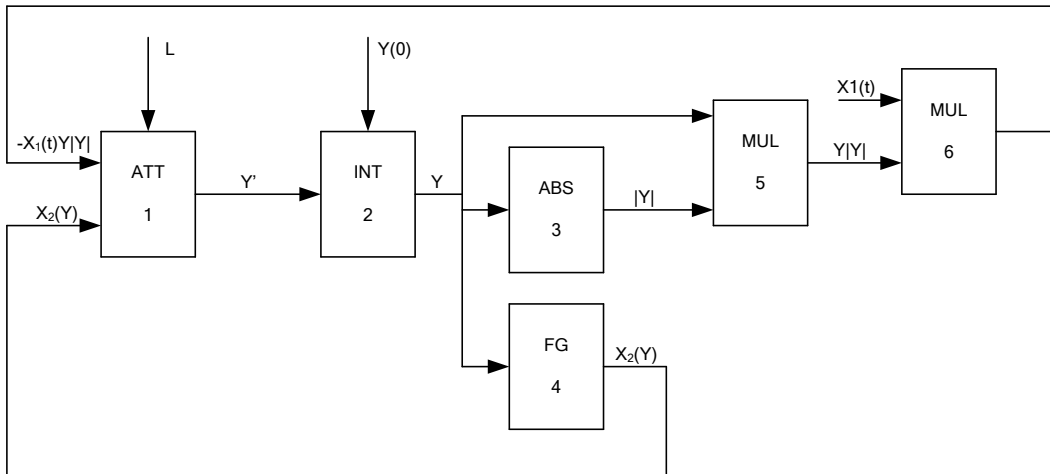 L
Y(0)
X1(t)
-X₁(t)Y|Y|
ATT
1
Y’
INT
2
Y
ABS
3
|Y|
MUL
5
Y|Y|
MUL
6
X₂(Y)
FG
4
X₂(Y)